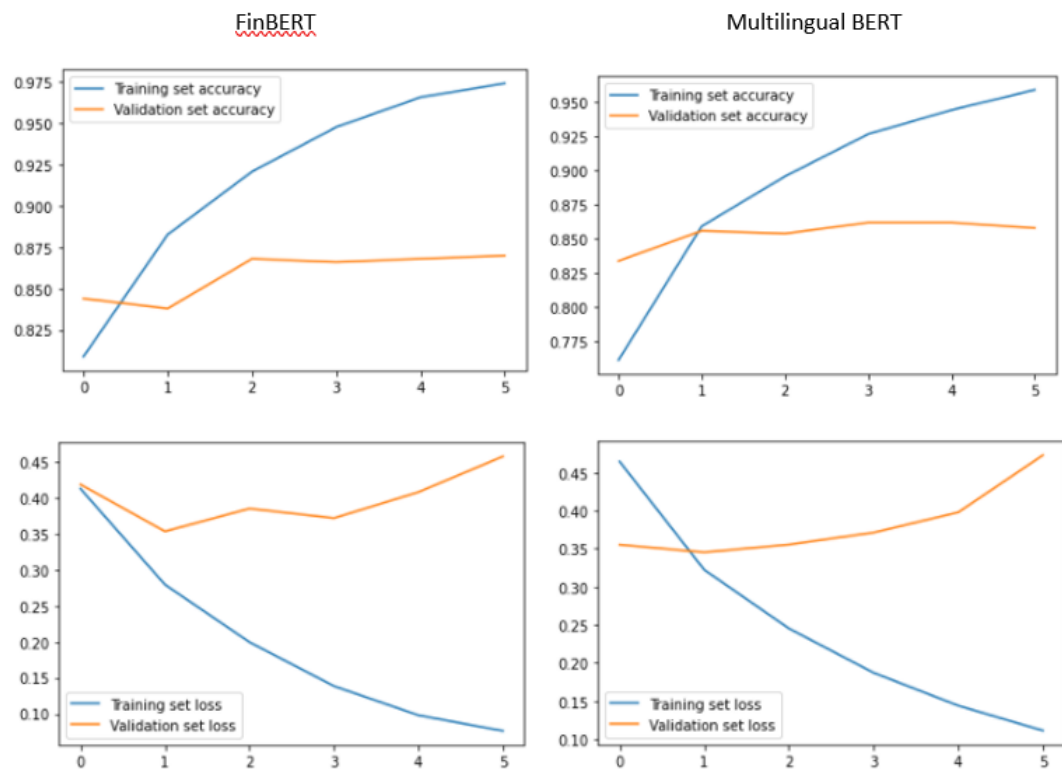 FinBERT
Multilingual BERT
Training set accuracy
Validation set accuracy
0.975
0.950
0.925
0.900
0.875
0.850
0.825
0 1 2 3 4 5
Training set accuracy
Validation set accuracy
0.950
0.925
0.900
0.875
0.850
0.825
0.800
0.775
0 1 2 3 4 5
0.45
0.40
0.35
0.30
0.25
0.20
0.15
0.10
Training set loss
Validation set loss
0 1 2 3 4 5
0.45
0.40
0.35
0.30
0.25
0.20
0.15
0.10
Training set loss
Validation set loss
0 1 2 3 4 5